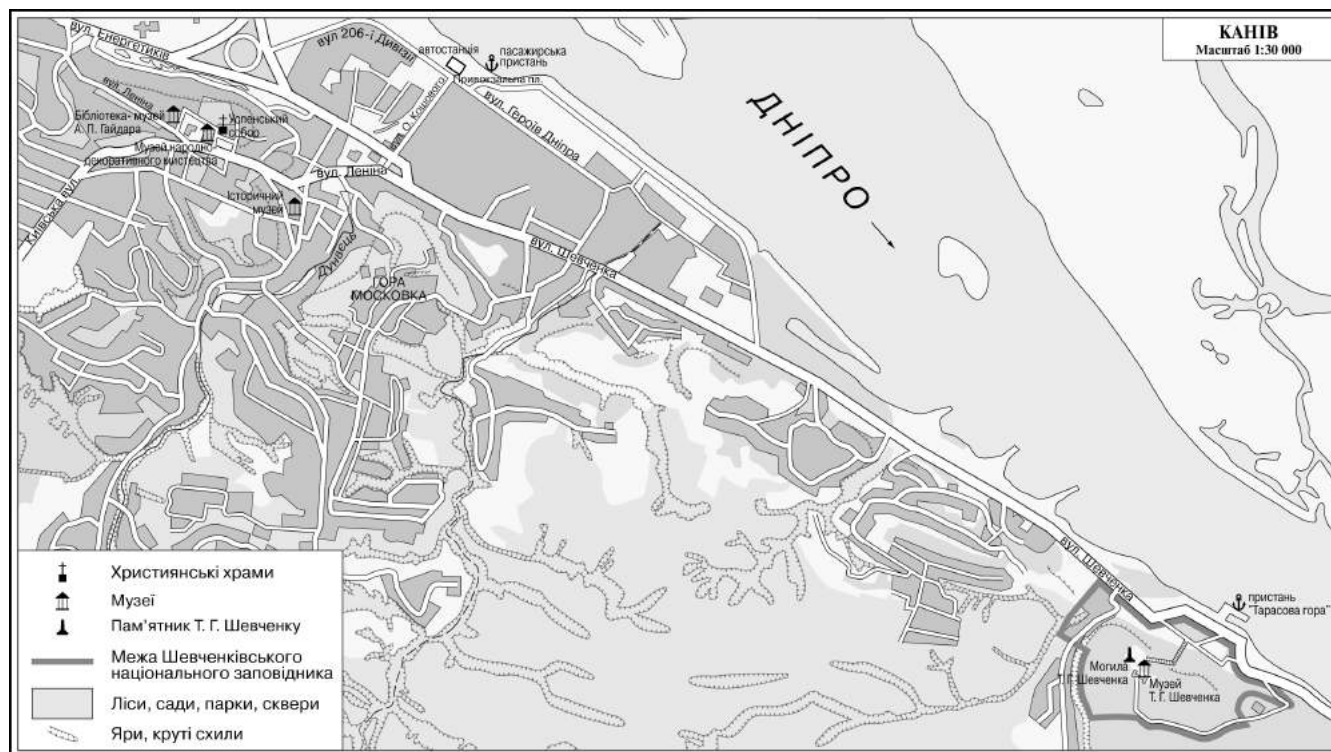 КАНІВ
Масштаб 1:30 000
вул. Енергетиків
вул 206-ї Дивізії
автостанція
пасажирська
пристань
Привокзальна пл.
вул. О. Кошового
вул. Героїв Дніпра
ДНІПРО
вул. Леніна
Бібліотека- музей
А. П. Гайдара
Успенський
собор
Музей народно-
декоративного мистецтва
вул. Леніна
Київська вул.
Історичний
музей
Дунаєць
вул. Шевченка
ГОРА
МОСКОВКА
вул. Шевченка
пристань
"Тарасова гора"
Могила
Т. Г. Шевченка
Музей
Т. Г. Шевченка
Християнські храми
Музеї
Пам’ятник Т. Г. Шевченку
Межа Шевченківського
національного заповідника
Ліси, сади, парки, сквери
Яри, круті схили